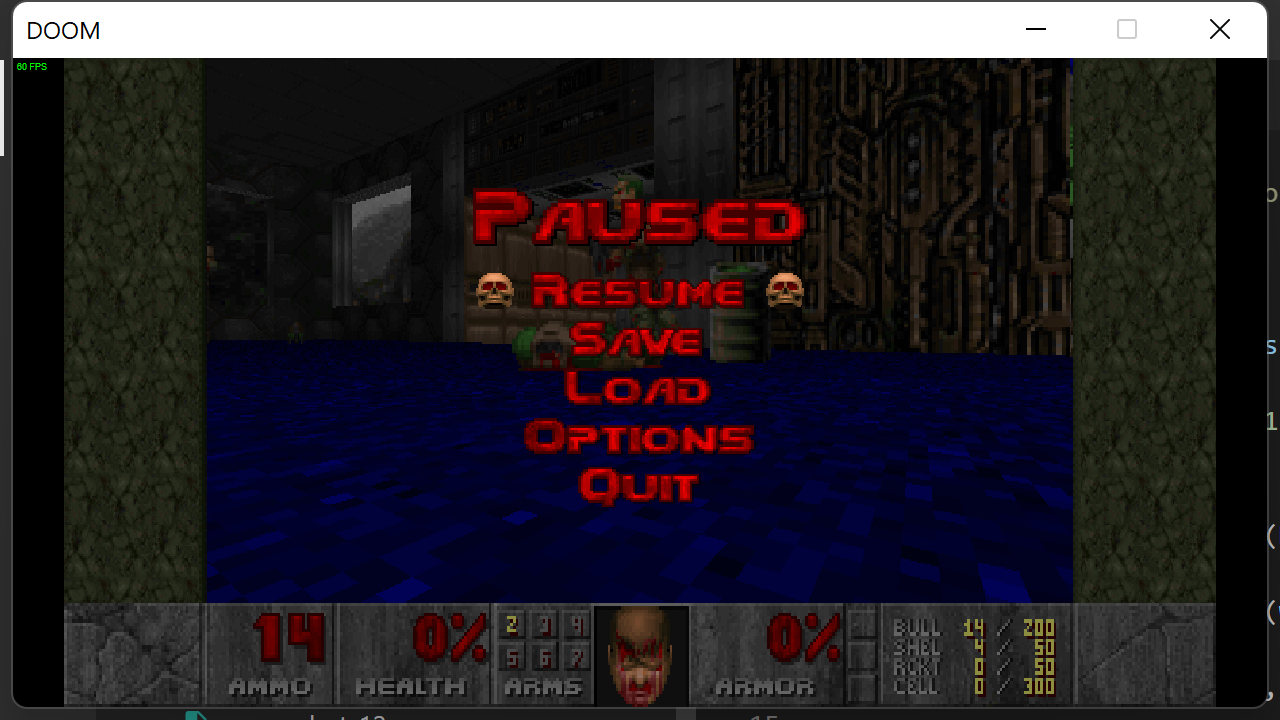 DOOM
60 FPS
PAUSED
RESUME
SAVE
LOAD
OPTIONS
QUIT
14 0% 2 3 4 0% BULL 14 / 200
5 6 7 SHEL 4 / 50
RCKT 0 / 50
AMMO HEALTH ARMS ARMOR CELL 0 / 300